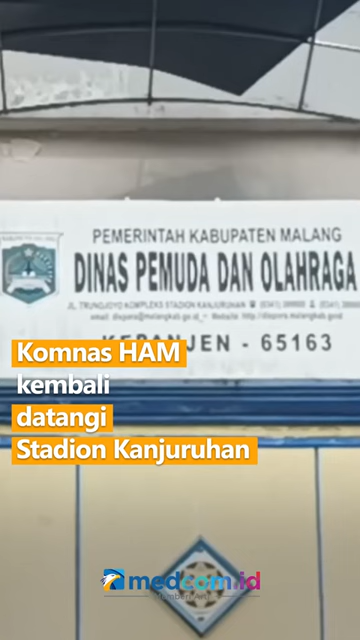 PEMERINTAH KABUPATEN MALANG
DINAS PEMUDA DAN OLAHRAGA
JL. TRUNOJOYO KOMPLEKS STADION KANJURUHAN
KEPANJEN - 65163
Komnas HAM
kembali
datangi
Stadion Kanjuruhan
medcom.id